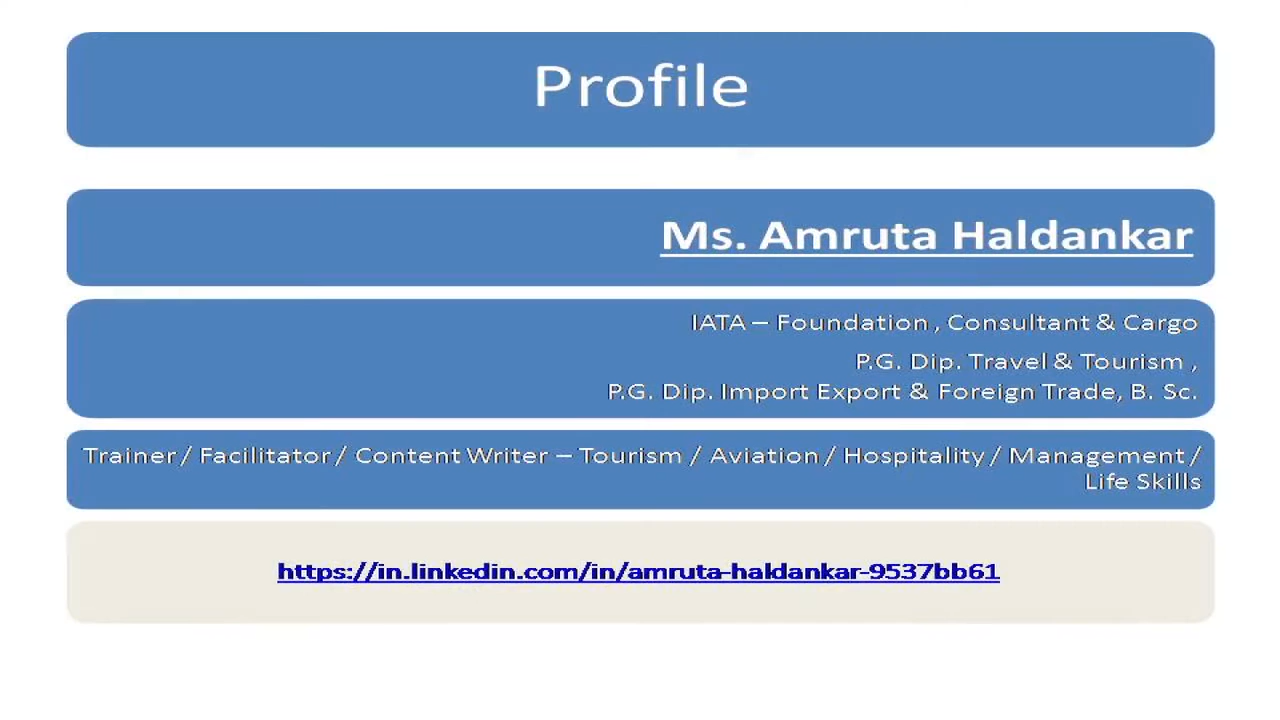 Profile
Ms. Amruta Haldankar
IATA – Foundation , Consultant & Cargo
P.G. Dip. Travel & Tourism ,
P.G. Dip. Import Export & Foreign Trade, B. Sc.
Trainer / Facilitator / Content Writer – Tourism / Aviation / Hospitality / Management /
Life Skills
https://in.linkedin.com/in/amruta-haldankar-9537bb61